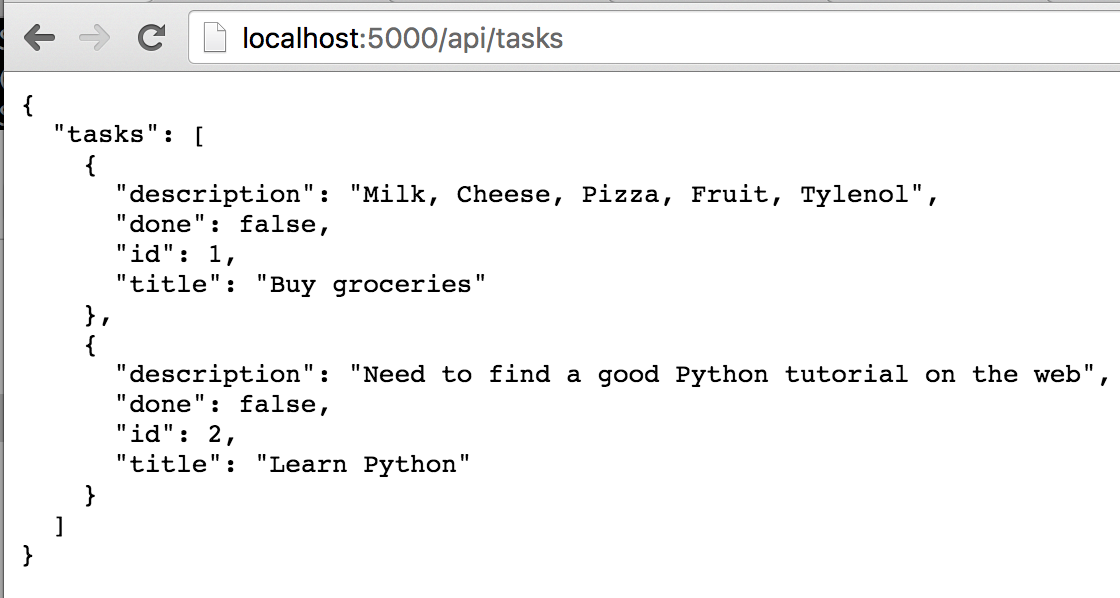 localhost:5000/api/tasks
{
  "tasks": [
    {
      "description": "Milk, Cheese, Pizza, Fruit, Tylenol",
      "done": false,
      "id": 1,
      "title": "Buy groceries"
    },
    {
      "description": "Need to find a good Python tutorial on the web",
      "done": false,
      "id": 2,
      "title": "Learn Python"
    }
  ]
}